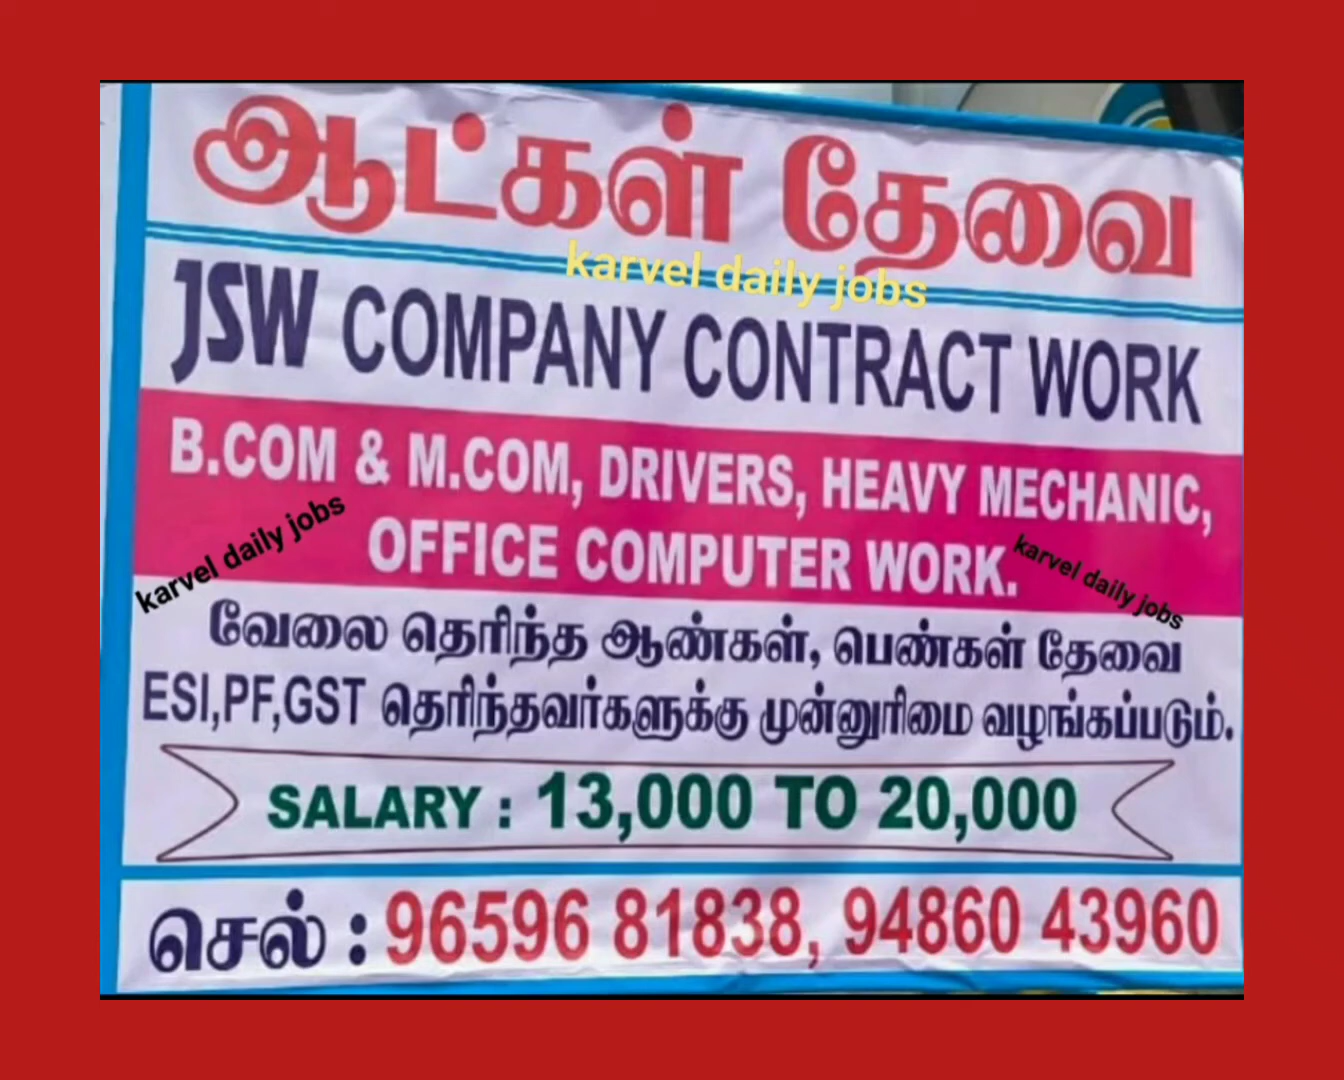 ஆட்கள் தேவை
karvel daily jobs
JSW COMPANY CONTRACT WORK
B.COM & M.COM, DRIVERS, HEAVY MECHANIC,
OFFICE COMPUTER WORK.
karvel daily jobs
karvel daily jobs
வேலை தெரிந்த ஆண்கள், பெண்கள் தேவை
ESI,PF,GST தெரிந்தவர்களுக்கு முன்னுரிமை வழங்கப்படும்.
SALARY : 13,000 TO 20,000
செல் : 96596 81838, 94860 43960